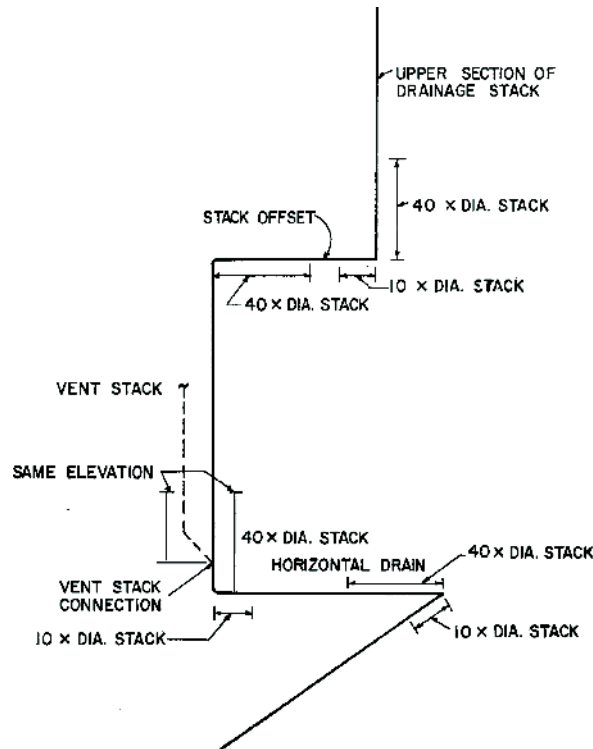 UPPER SECTION OF
DRAINAGE STACK
40 × DIA. STACK
STACK OFFSET
10 × DIA. STACK
40 × DIA. STACK
VENT STACK
SAME ELEVATION
40 × DIA. STACK
40 × DIA. STACK
HORIZONTAL DRAIN
VENT STACK
CONNECTION
10 × DIA. STACK
10 × DIA. STACK